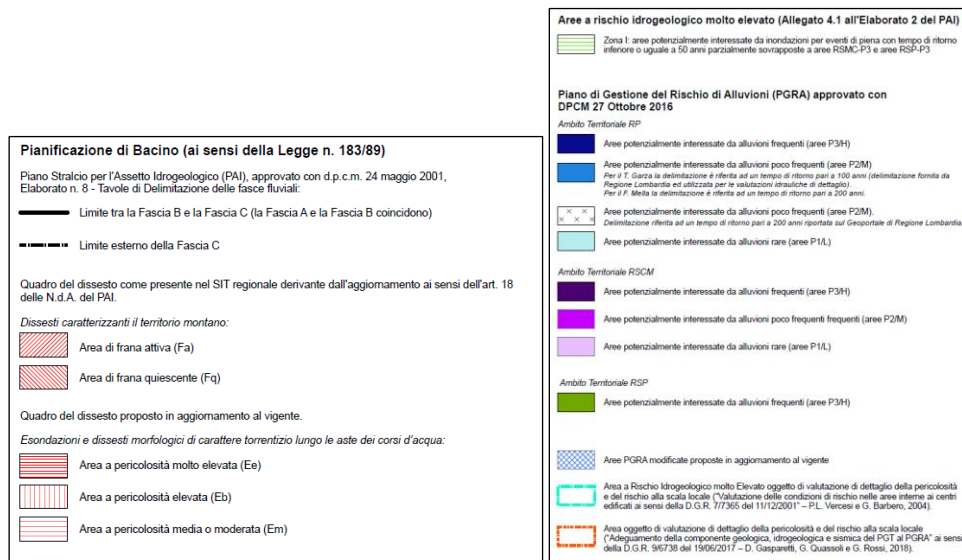 Pianificazione di Bacino (ai sensi della Legge n. 183/89)
Piano Stralcio per l'Assetto Idrogeologico (PAI), approvato con d.p.c.m. 24 maggio 2001,
Elaborato n. 8 - Tavole di Delimitazione delle fasce fluviali:
Limite tra la Fascia B e la Fascia C (la Fascia A e la Fascia B coincidono)
Limite esterno della Fascia C
Quadro del dissesto come presente nel SIT regionale derivante dall'aggiornamento ai sensi dell'art. 18
delle N.d.A. del PAI.
Dissesti caratterizzanti il territorio montano:
Area di frana attiva (Fa)
Area di frana quiescente (Fq)
Quadro del dissesto proposto in aggiornamento al vigente.
Esondazioni e dissesti morfologici di carattere torrentizio lungo le aste dei corsi d'acqua:
Area a pericolosità molto elevata (Ee)
Area a pericolosità elevata (Eb)
Area a pericolosità media o moderata (Em)
Aree a rischio idrogeologico molto elevato (Allegato 4.1 all'Elaborato 2 del PAI)
Zona I: aree potenzialmente interessate da inondazioni per eventi di piena con tempo di ritorno
inferiore o uguale a 50 anni parzialmente sovrapposte a aree RSMC-P3 e aree RSP-P3
Piano di Gestione del Rischio di Alluvioni (PGRA) approvato con
DPCM 27 Ottobre 2016
Ambito Territoriale RP
Aree potenzialmente interessate da alluvioni frequenti (aree P3/H)
Aree potenzialmente interessate da alluvioni poco frequenti (aree P2/M)
Per il T. Garza la delimitazione è riferita ad un tempo di ritorno pari a 100 anni (delimitazione fornita da
Regione Lombardia ed utilizzata per le valutazioni idrauliche di dettaglio).
Per il F. Mella la delimitazione è riferita ad un tempo di ritorno pari a 200 anni.
Aree potenzialmente interessate da alluvioni poco frequenti (aree P2/M).
Delimitazione riferita ad un tempo di ritorno pari a 200 anni riportata sul Geoportale di Regione Lombardia
Aree potenzialmente interessate da alluvioni rare (aree P1/L)
Ambito Territoriale RSCM
Aree potenzialmente interessate da alluvioni frequenti (aree P3/H)
Aree potenzialmente interessate da alluvioni poco frequenti frequenti (aree P2/M)
Aree potenzialmente interessate da alluvioni rare (aree P1/L)
Ambito Territoriale RSP
Aree potenzialmente interessate da alluvioni frequenti (aree P3/H)
Aree PGRA modificate proposte in aggiornamento al vigente
Area a Rischio Idrogeologico molto Elevato oggetto di valutazione di dettaglio della pericolosità
e del rischio alla scala locale ("Valutazione delle condizioni di rischio nelle aree interne ai centri
edificati ai sensi della D.G.R. 7/7365 del 11/12/2001" – P.L. Vercesi e G. Barbero, 2004).
Area oggetto di valutazione di dettaglio della pericolosità e del rischio alla scala locale
("Adeguamento della componente geologica, idrogeologica e sismica del PGT al PGRA" ai sensi
della D.G.R. 9/6738 del 19/06/2017 – D. Gasparetti, G. Quassoli e G. Rossi, 2018).